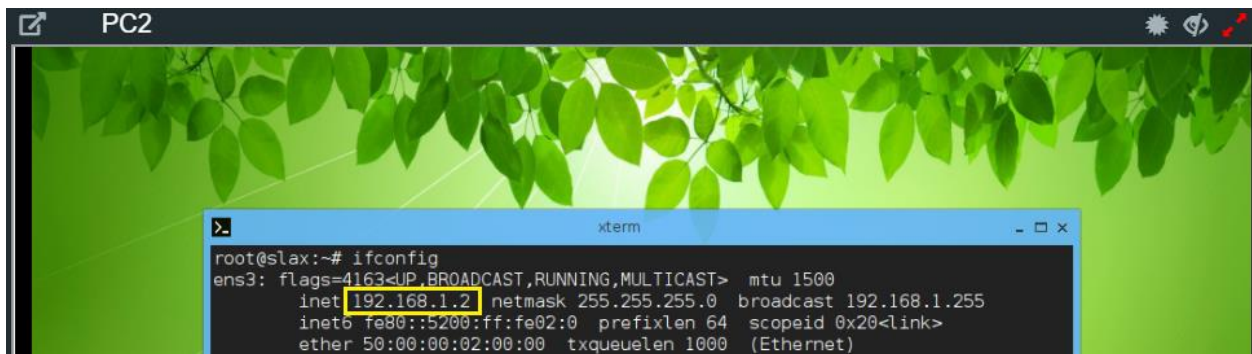 PC2
xterm
root@slax:~# ifconfig
ens3: flags=4163<UP,BROADCAST,RUNNING,MULTICAST>  mtu 1500
        inet 192.168.1.2  netmask 255.255.255.0  broadcast 192.168.1.255
        inet6 fe80::5200:ff:fe02:0  prefixlen 64  scopeid 0x20<link>
        ether 50:00:00:02:00:00  txqueuelen 1000  (Ethernet)